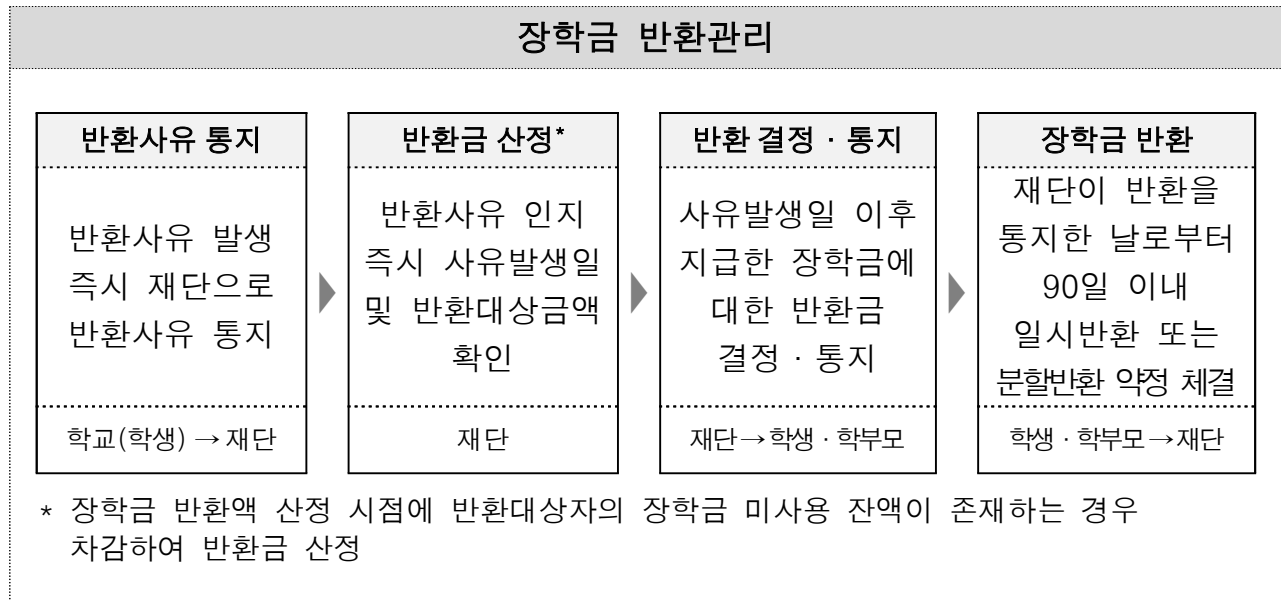 장학금 반환관리
반환사유 통지
반환사유 발생
즉시 재단으로
반환사유 통지
학교(학생)→재단
반환금 산정*
반환사유 인지
즉시 사유발생일
및 반환대상금액
확인
재단
반환 결정 · 통지
사유발생일 이후
지급한 장학금에
대한 반환금
결정 · 통지
재단→학생 · 학부모
장학금 반환
재단이 반환을
통지한 날로부터
90일 이내
일시반환 또는
분할반환 약정 체결
학생 · 학부모→재단
* 장학금 반환액 산정 시점에 반환대상자의 장학금 미사용 잔액이 존재하는 경우
차감하여 반환금 산정